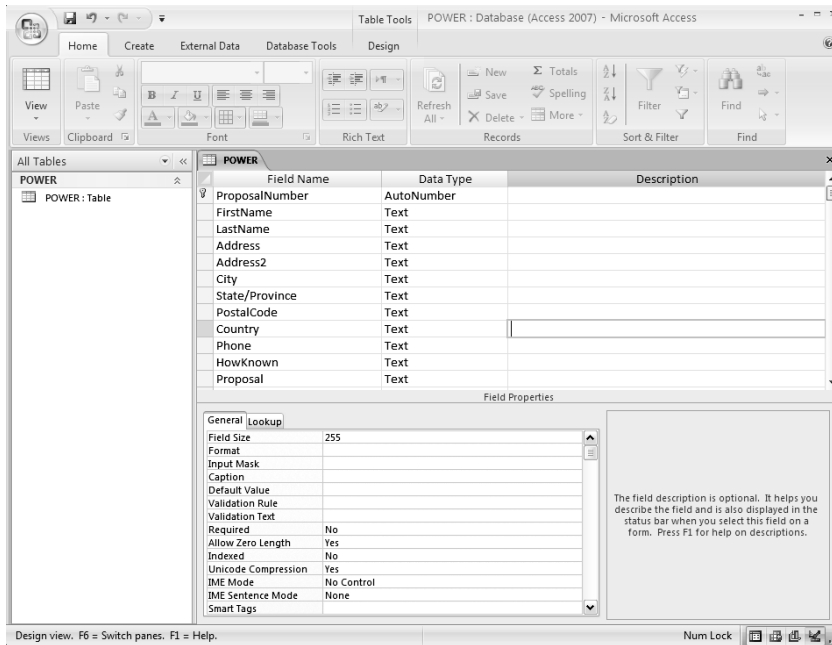 Table Tools POWER : Database (Access 2007) - Microsoft Access
Home Create External Data Database Tools Design
View Paste
B I U
A
Refresh All
New
Save
Delete
Σ Totals
Spelling
More
Filter
Find
Views Clipboard Font Rich Text Records Sort & Filter Find
All Tables
POWER
POWER : Table
POWER
Field Name Data Type Description
ProposalNumber AutoNumber
FirstName Text
LastName Text
Address Text
Address2 Text
City Text
State/Province Text
PostalCode Text
Country Text
Phone Text
HowKnown Text
Proposal Text
Field Properties
General Lookup
Field Size 255
Format
Input Mask
Caption
Default Value
Validation Rule
Validation Text
Required No
Allow Zero Length Yes
Indexed No
Unicode Compression Yes
IME Mode No Control
IME Sentence Mode None
Smart Tags
The field description is optional. It helps you
describe the field and is also displayed in the
status bar when you select this field on a
form. Press F1 for help on descriptions.
Design view. F6 = Switch panes. F1 = Help.
Num Lock